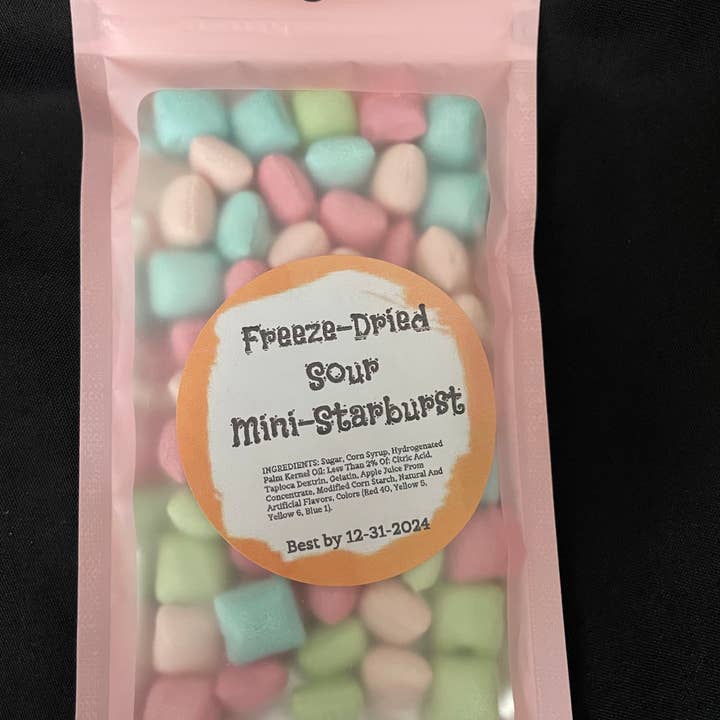 Freeze-Dried
Sour
Mini-Starburst
INGREDIENTS: Sugar, Corn Syrup, Hydrogenated
Palm Kernel Oil: Less Than 2% Of: Citric Acid,
Tapioca Dextrin, Gelatin, Apple Juice From
Concentrate, Modified Corn Starch, Natural And
Artificial Flavors, Colors (Red 40, Yellow 5,
Yellow 6, Blue 1).
Best by 12-31-2024